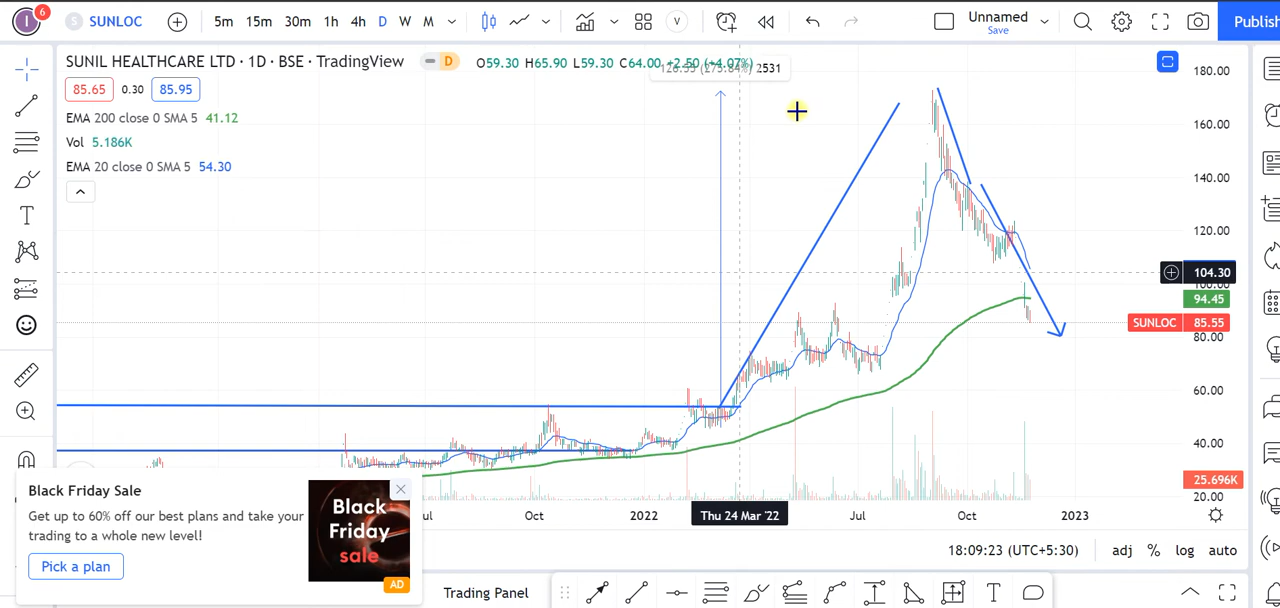 I 6 S SUNLOC 5m 15m 30m 1h 4h D W M V Unnamed Save Publish
SUNIL HEALTHCARE LTD · 1D · BSE · TradingView D O59.30 H65.90 L59.30 C64.00 +2.50 (+4.07%)
2531
85.65 0.30 85.95
EMA 200 close 0 SMA 5 41.12
Vol 5.186K
EMA 20 close 0 SMA 5 54.30
180.00
160.00
140.00
120.00
104.30
100.00
94.45
SUNLOC 85.55
80.00
60.00
40.00
25.696K
20.00
Oct 2022 Thu 24 Mar '22 Jul Oct 2023
Black Friday Sale
Get up to 60% off our best plans and take your
trading to a whole new level!
Pick a plan
Black
Friday
sale
AD
18:09:23 (UTC+5:30) adj % log auto
Trading Panel